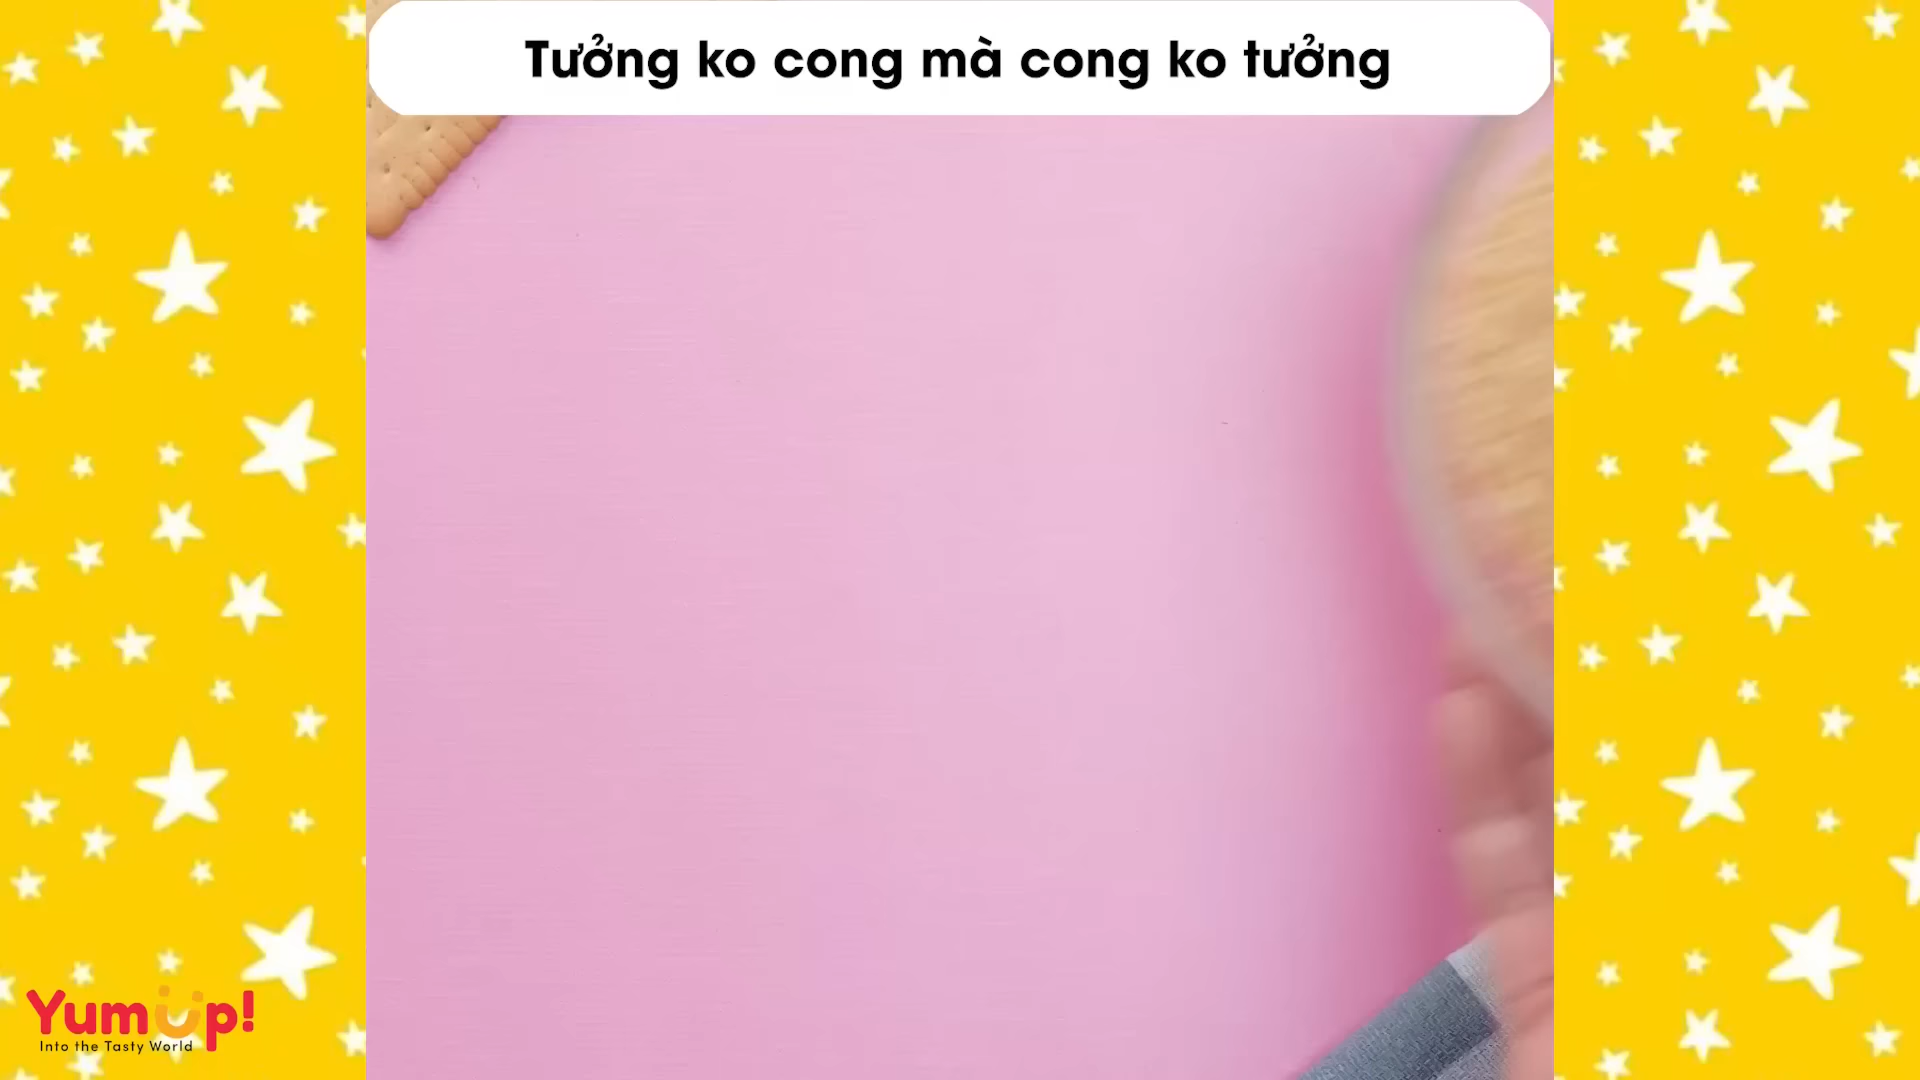 Tưởng ko cong mà cong ko tưởng
YumUp!
Into the Tasty World